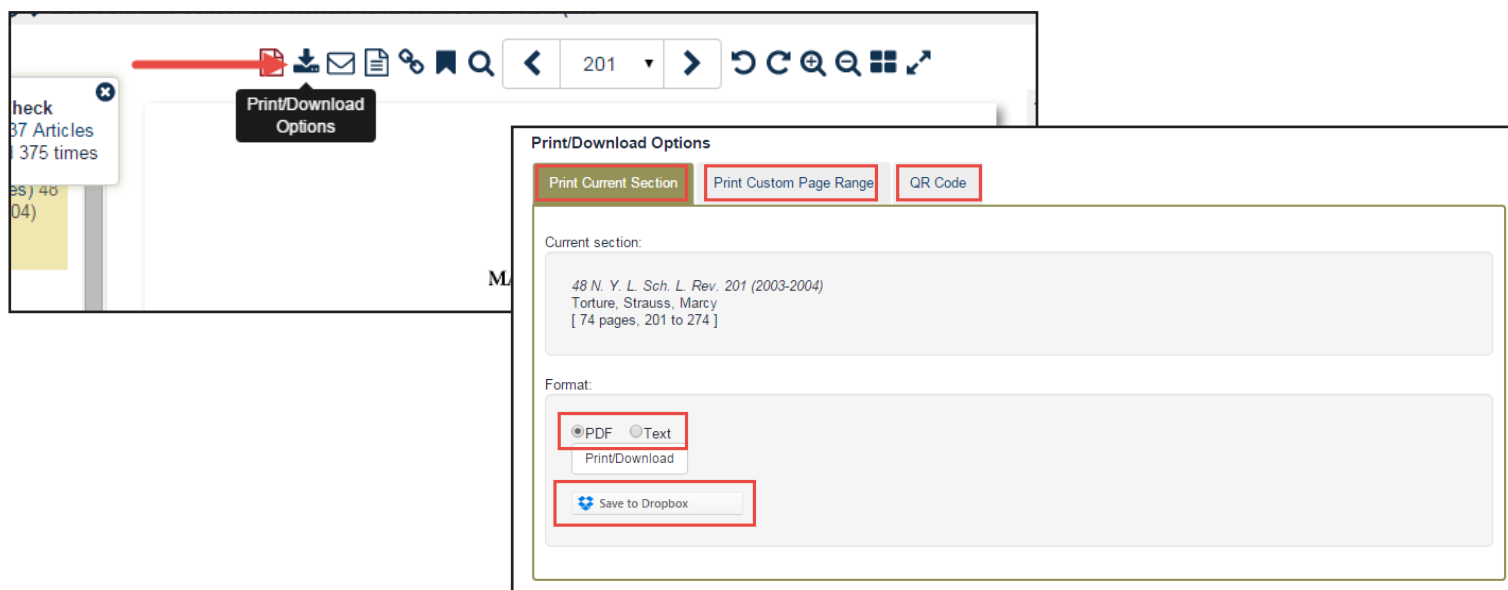 201
Print/Download
Options
heck
37 Articles
375 times
es) 48
04)
MA
Print/Download Options
Print Current Section
Print Custom Page Range
QR Code
Current section:
48 N. Y. L. Sch. L. Rev. 201 (2003-2004)
Torture, Strauss, Marcy
[ 74 pages, 201 to 274 ]
Format:
PDF
Text
Print/Download
Save to Dropbox